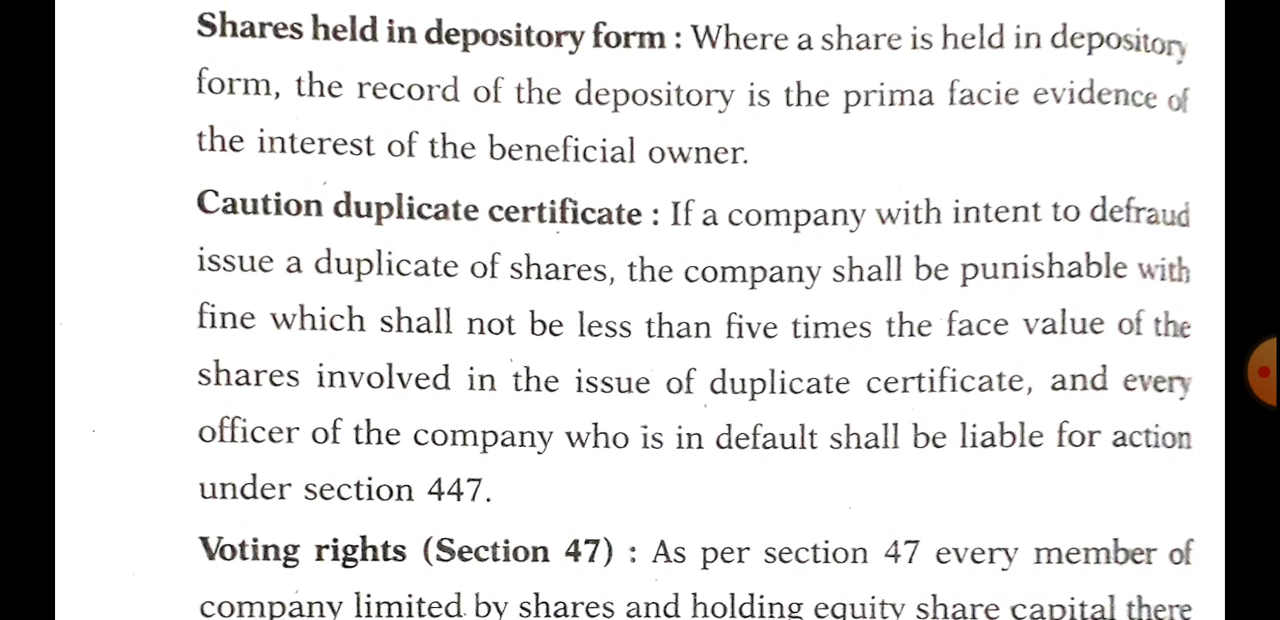 Shares held in depository form : Where a share is held in depository
form, the record of the depository is the prima facie evidence of
the interest of the beneficial owner.
Caution duplicate certificate : If a company with intent to defraud
issue a duplicate of shares, the company shall be punishable with
fine which shall not be less than five times the face value of the
shares involved in the issue of duplicate certificate, and every
officer of the company who is in default shall be liable for action
under section 447.
Voting rights (Section 47) : As per section 47 every member of
company limited by shares and holding equity share capital there